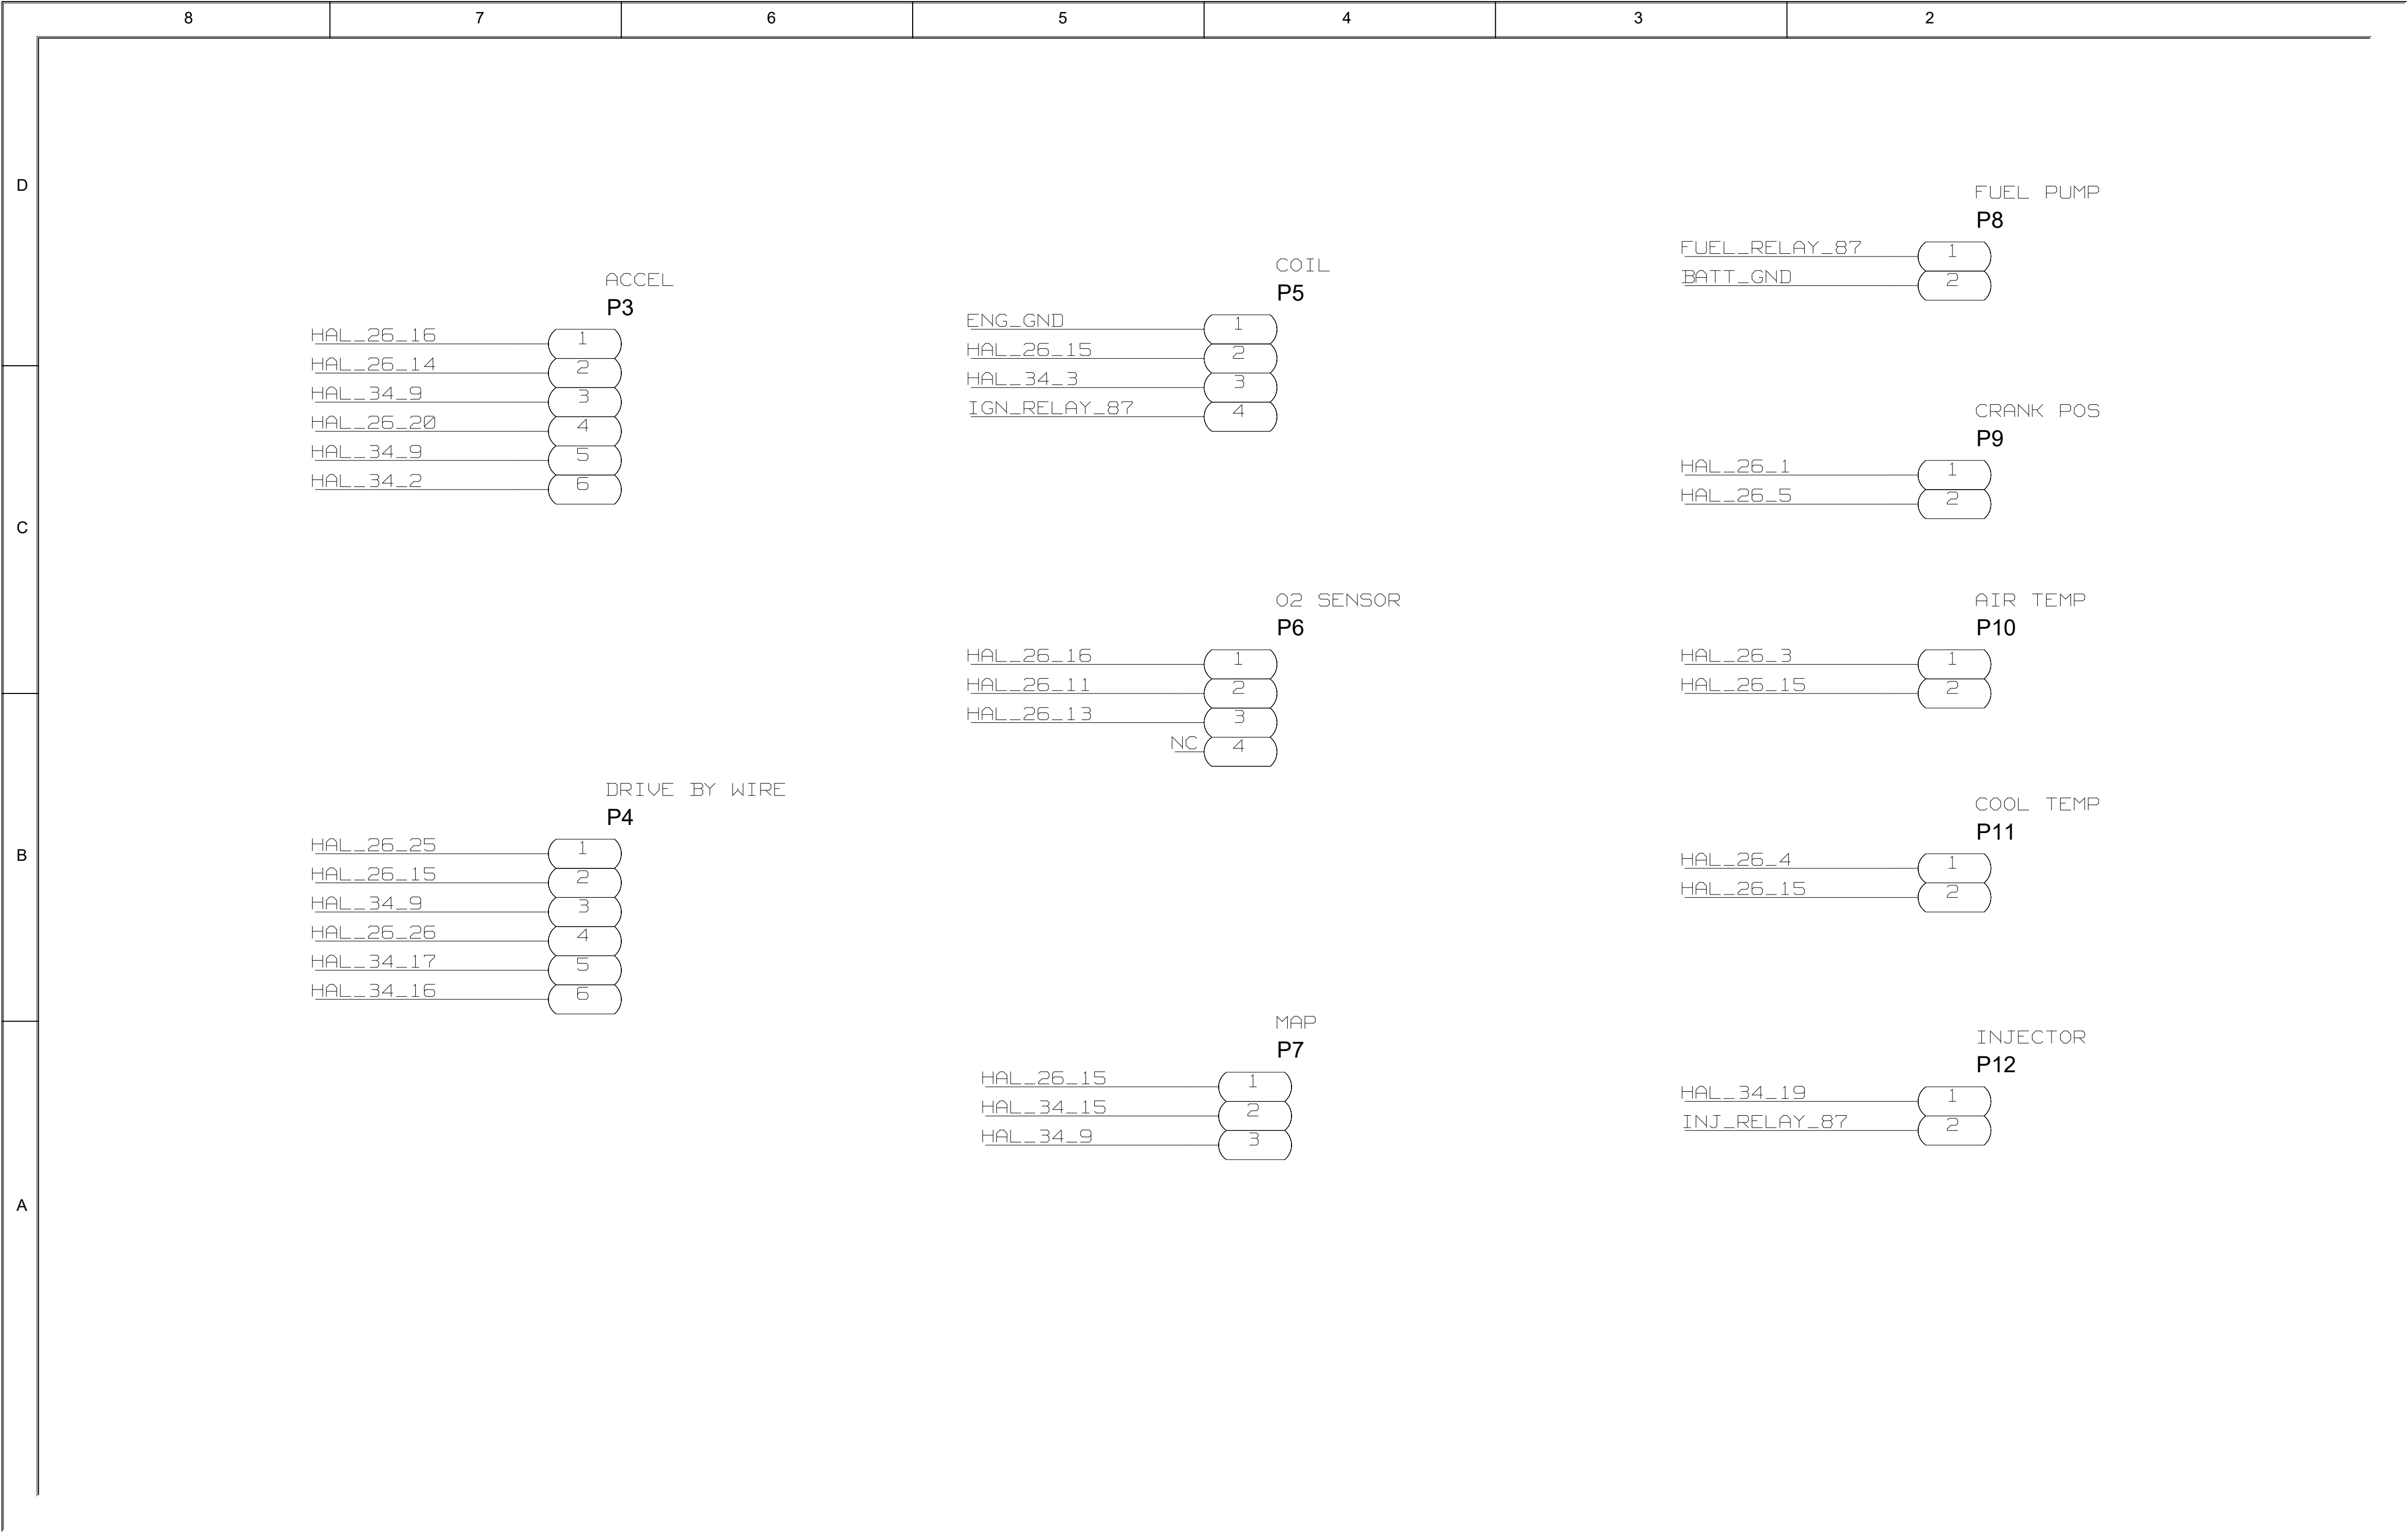 8 7 6 5 4 3 2
D
C
B
A
ACCEL
P3
HAL_26_16 1
HAL_26_14 2
HAL_34_9 3
HAL_26_20 4
HAL_34_9 5
HAL_34_2 6
DRIVE BY WIRE
P4
HAL_26_25 1
HAL_26_15 2
HAL_34_9 3
HAL_26_26 4
HAL_34_17 5
HAL_34_16 6
COIL
P5
ENG_GND 1
HAL_26_15 2
HAL_34_3 3
IGN_RELAY_87 4
O2 SENSOR
P6
HAL_26_16 1
HAL_26_11 2
HAL_26_13 3
NC 4
MAP
P7
HAL_26_15 1
HAL_34_15 2
HAL_34_9 3
FUEL PUMP
P8
FUEL_RELAY_87 1
BATT_GND 2
CRANK POS
P9
HAL_26_1 1
HAL_26_5 2
AIR TEMP
P10
HAL_26_3 1
HAL_26_15 2
COOL TEMP
P11
HAL_26_4 1
HAL_26_15 2
INJECTOR
P12
HAL_34_19 1
INJ_RELAY_87 2